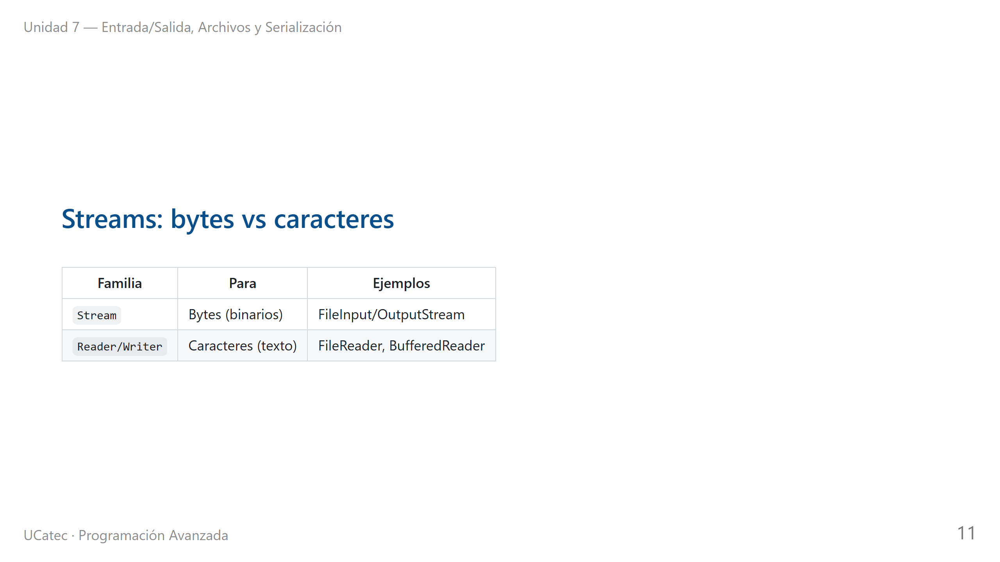 Unidad 7 — Entrada/Salida, Archivos y Serialización
Streams: bytes vs caracteres
Familia Para Ejemplos
Stream Bytes (binarios) FileInput/OutputStream
Reader/Writer Caracteres (texto) FileReader, BufferedReader
UCatec · Programación Avanzada 11